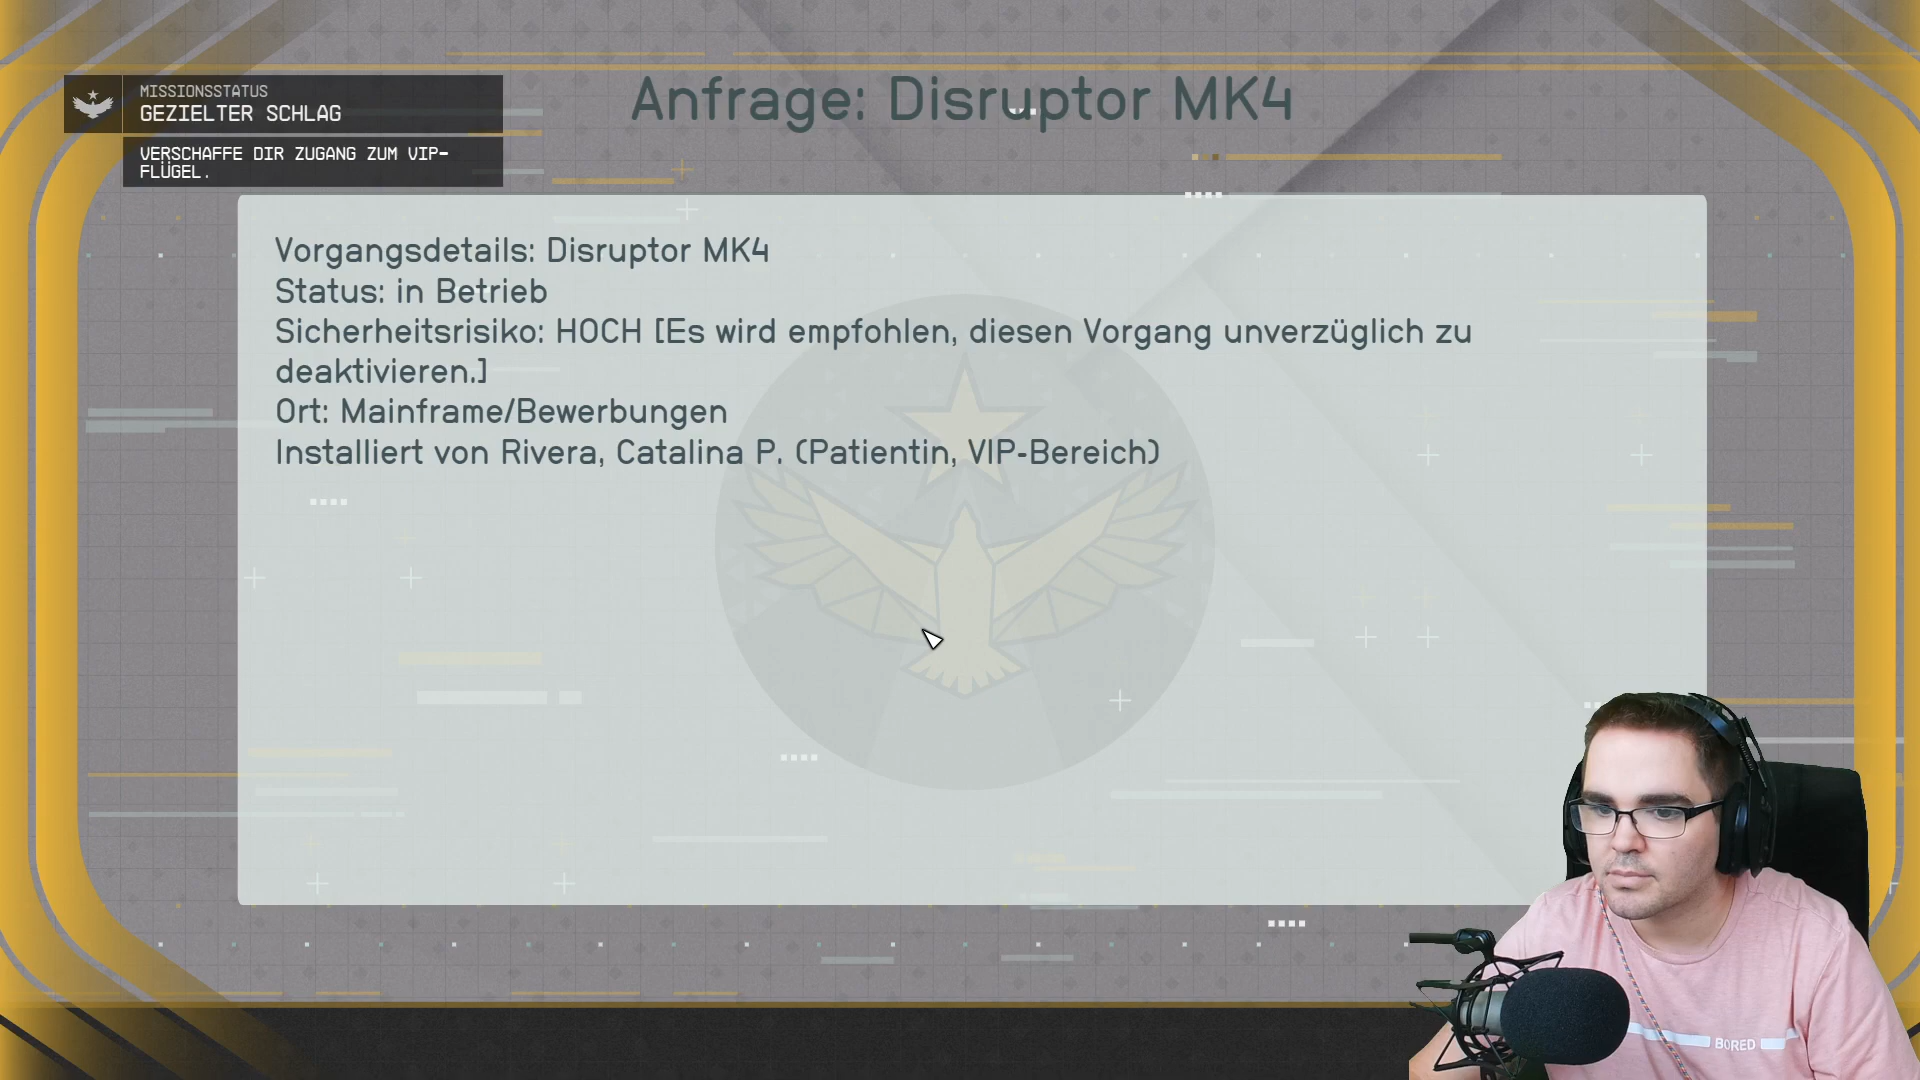 MISSIONSSTATUS
GEZIELTER SCHLAG
VERSCHAFFE DIR ZUGANG ZUM VIP-
FLÜGEL.
Anfrage: Disruptor MK4
Vorgangsdetails: Disruptor MK4
Status: in Betrieb
Sicherheitsrisiko: HOCH [Es wird empfohlen, diesen Vorgang unverzüglich zu
deaktivieren.]
Ort: Mainframe/Bewerbungen
Installiert von Rivera, Catalina P. (Patientin, VIP-Bereich)
BORED